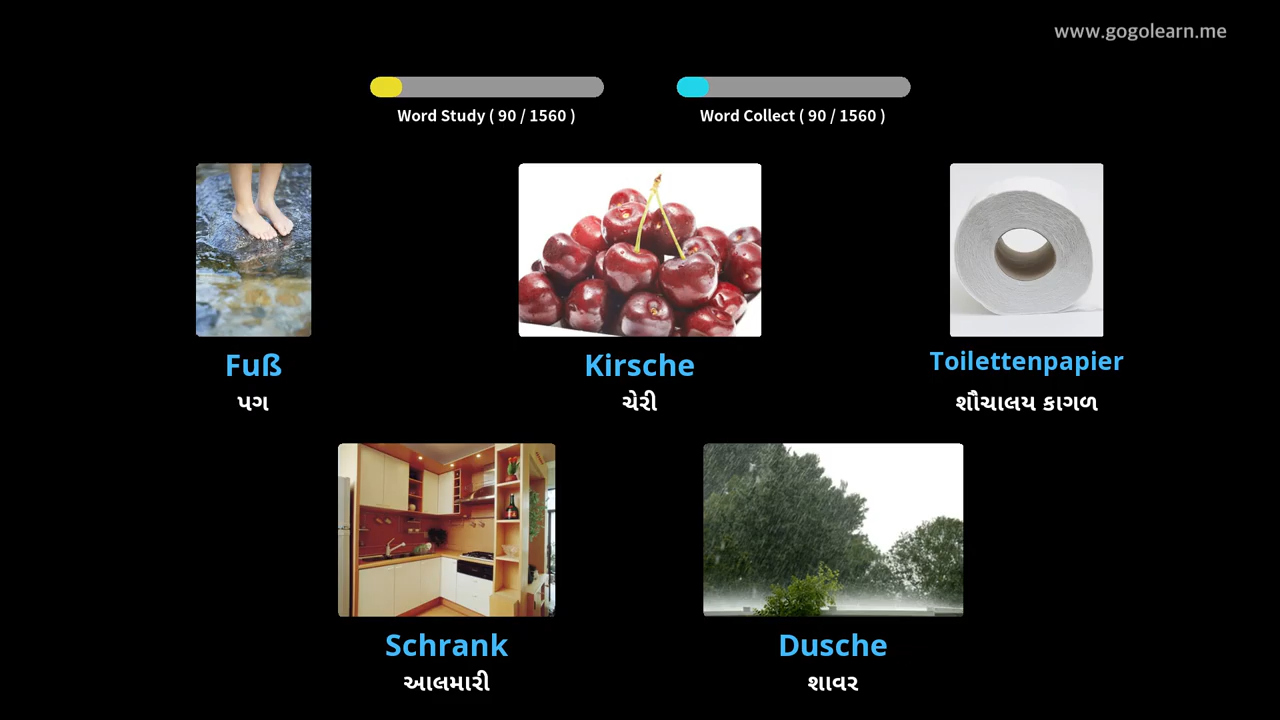 www.gogolearn.me
Word Study ( 90 / 1560 )
Word Collect ( 90 / 1560 )
Fuß
પગ
Kirsche
ચેરી
Toilettenpapier
શૌચાલય કાગળ
Schrank
આલમારી
Dusche
શાવર